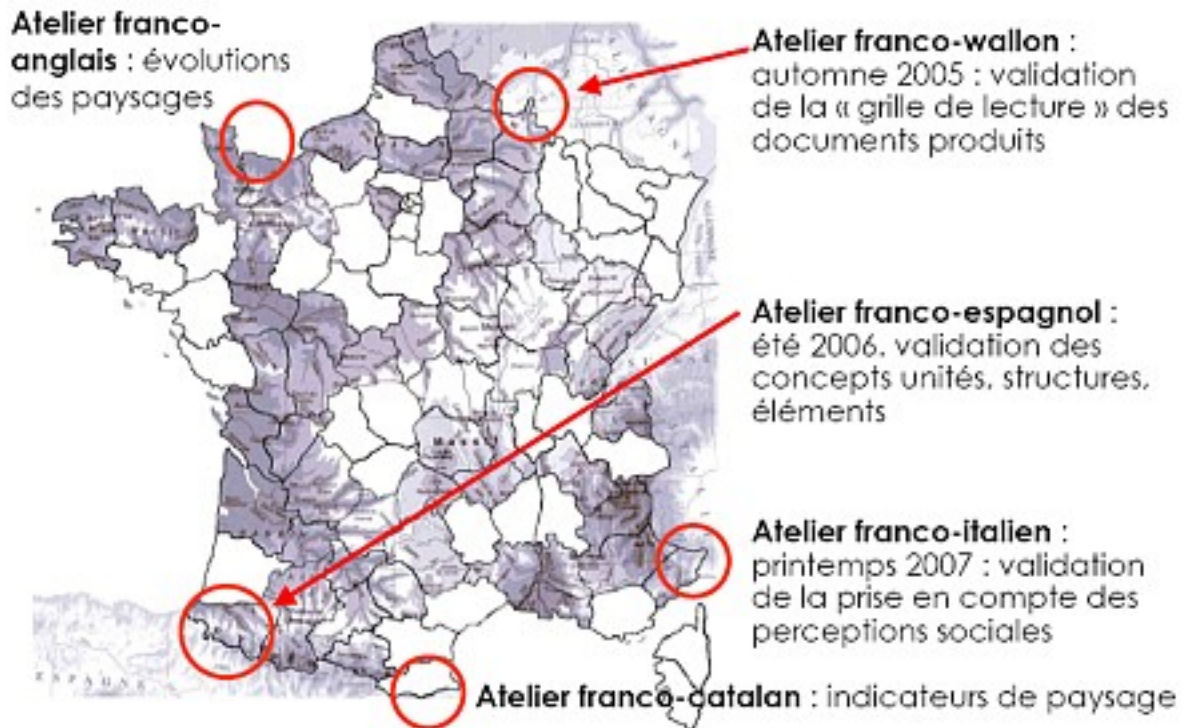 Atelier franco-
anglais : évolutions
des paysages
Atelier franco-wallon :
automne 2005 : validation
de la « grille de lecture » des
documents produits
Atelier franco-espagnol :
été 2006. validation des
concepts unités, structures,
éléments
Atelier franco-italien :
printemps 2007 : validation
de la prise en compte des
perceptions sociales
ESPAGNE
Atelier franco-catalan : indicateurs de paysage